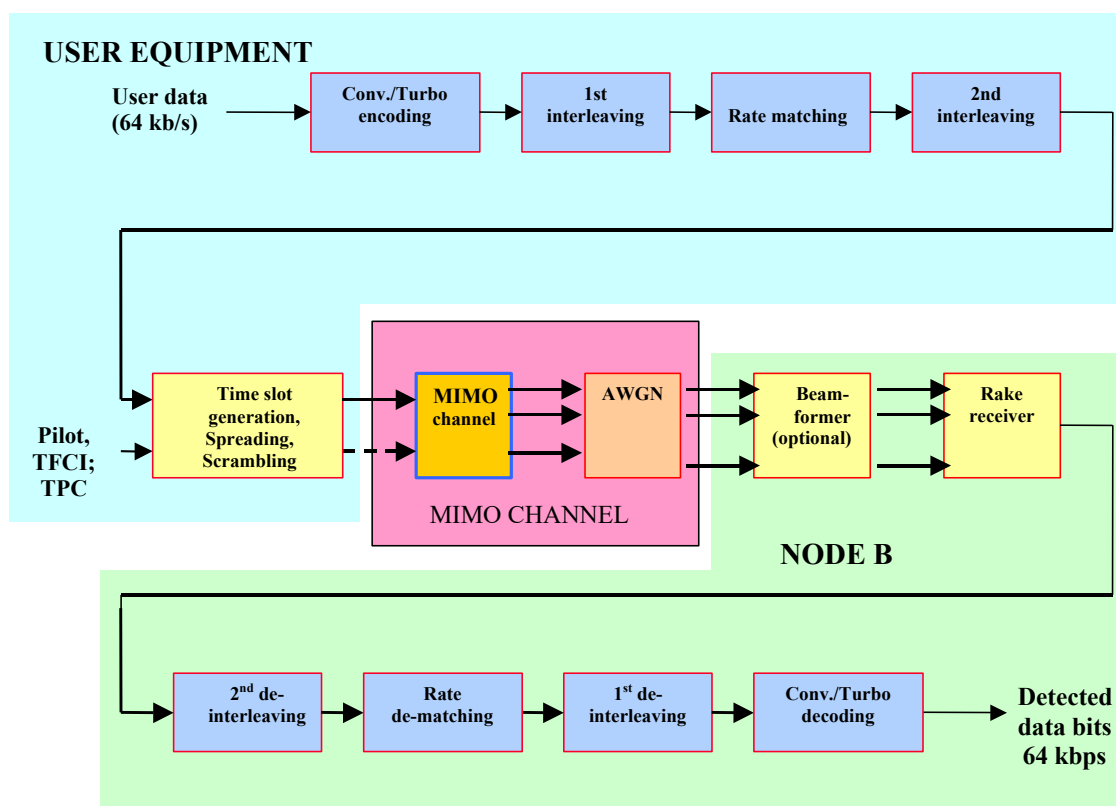 USER EQUIPMENT
User data
(64 kb/s)
Conv./Turbo
encoding
1st
interleaving
Rate matching
2nd
interleaving
Pilot,
TFCI;
TPC
Time slot
generation,
Spreading,
Scrambling
MIMO
channel
AWGN
MIMO CHANNEL
Beam-
former
(optional)
Rake
receiver
NODE B
2nd de-
interleaving
Rate
de-matching
1st de-
interleaving
Conv./Turbo
decoding
Detected
data bits
64 kbps